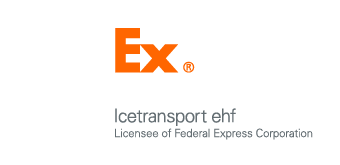 Ex ®
Icetransport ehf
Licensee of Federal Express Corporation